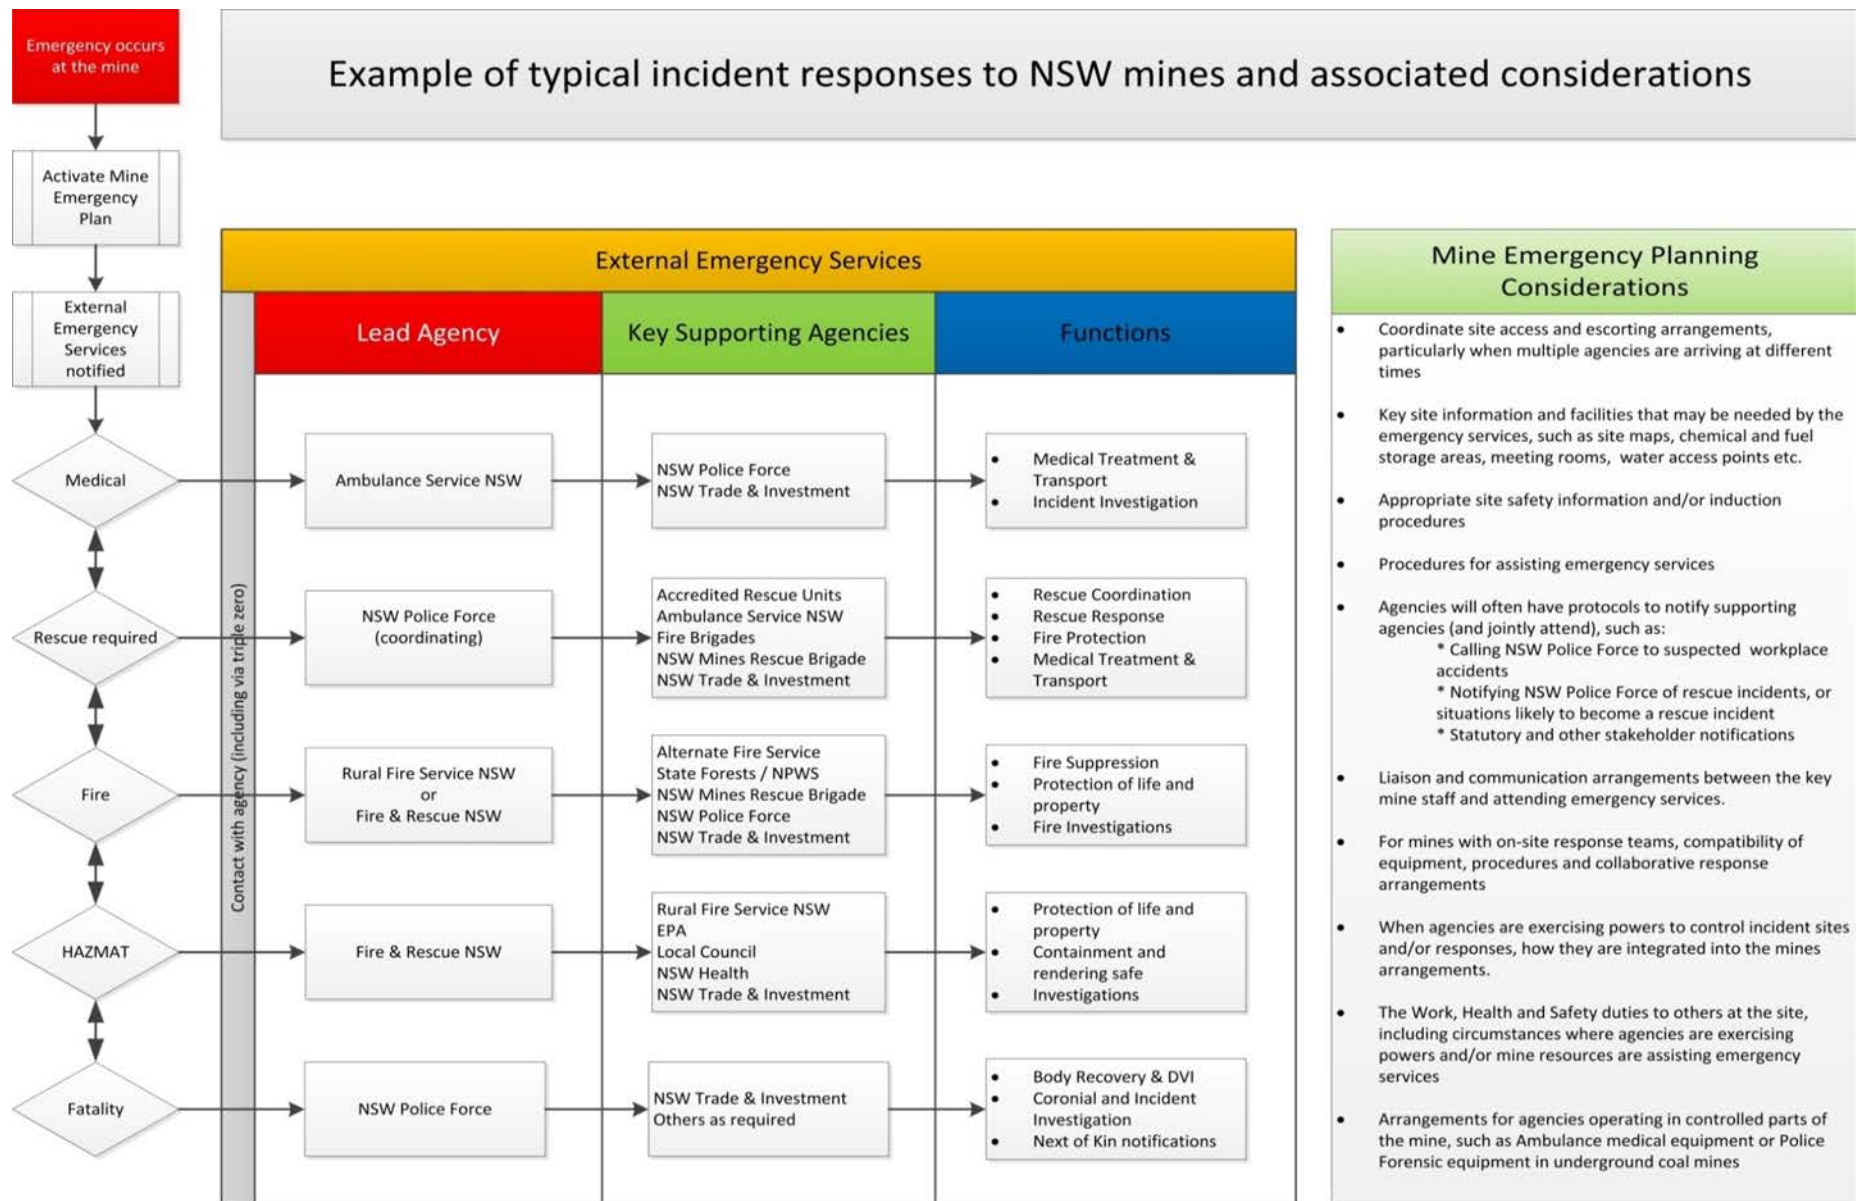 Emergency occurs
at the mine
Example of typical incident responses to NSW mines and associated considerations
Activate Mine
Emergency
Plan
External
Emergency
Services
notified
Medical
Rescue required
Fire
HAZMAT
Fatality
External Emergency Services
Contact with agency (including via triple zero)
Lead Agency
Key Supporting Agencies
Functions
Ambulance Service NSW
NSW Police Force
NSW Trade & Investment
• Medical Treatment &
Transport
• Incident Investigation
NSW Police Force
(coordinating)
Accredited Rescue Units
Ambulance Service NSW
Fire Brigades
NSW Mines Rescue Brigade
NSW Trade & Investment
• Rescue Coordination
• Rescue Response
• Fire Protection
• Medical Treatment &
Transport
Rural Fire Service NSW
or
Fire & Rescue NSW
Alternate Fire Service
State Forests / NPWS
NSW Mines Rescue Brigade
NSW Police Force
NSW Trade & Investment
• Fire Suppression
• Protection of life and
property
• Fire Investigations
Fire & Rescue NSW
Rural Fire Service NSW
EPA
Local Council
NSW Health
NSW Trade & Investment
• Protection of life and
property
• Containment and
rendering safe
• Investigations
NSW Police Force
NSW Trade & Investment
Others as required
• Body Recovery & DVI
• Coronial and Incident
Investigation
• Next of Kin notifications
Mine Emergency Planning
Considerations
• Coordinate site access and escorting arrangements,
particularly when multiple agencies are arriving at different
times
• Key site information and facilities that may be needed by the
emergency services, such as site maps, chemical and fuel
storage areas, meeting rooms, water access points etc.
• Appropriate site safety information and/or induction
procedures
• Procedures for assisting emergency services
• Agencies will often have protocols to notify supporting
agencies (and jointly attend), such as:
* Calling NSW Police Force to suspected workplace
accidents
* Notifying NSW Police Force of rescue incidents, or
situations likely to become a rescue incident
* Statutory and other stakeholder notifications
• Liaison and communication arrangements between the key
mine staff and attending emergency services.
• For mines with on-site response teams, compatibility of
equipment, procedures and collaborative response
arrangements
• When agencies are exercising powers to control incident sites
and/or responses, how they are integrated into the mines
arrangements.
• The Work, Health and Safety duties to others at the site,
including circumstances where agencies are exercising
powers and/or mine resources are assisting emergency
services
• Arrangements for agencies operating in controlled parts of
the mine, such as Ambulance medical equipment or Police
Forensic equipment in underground coal mines